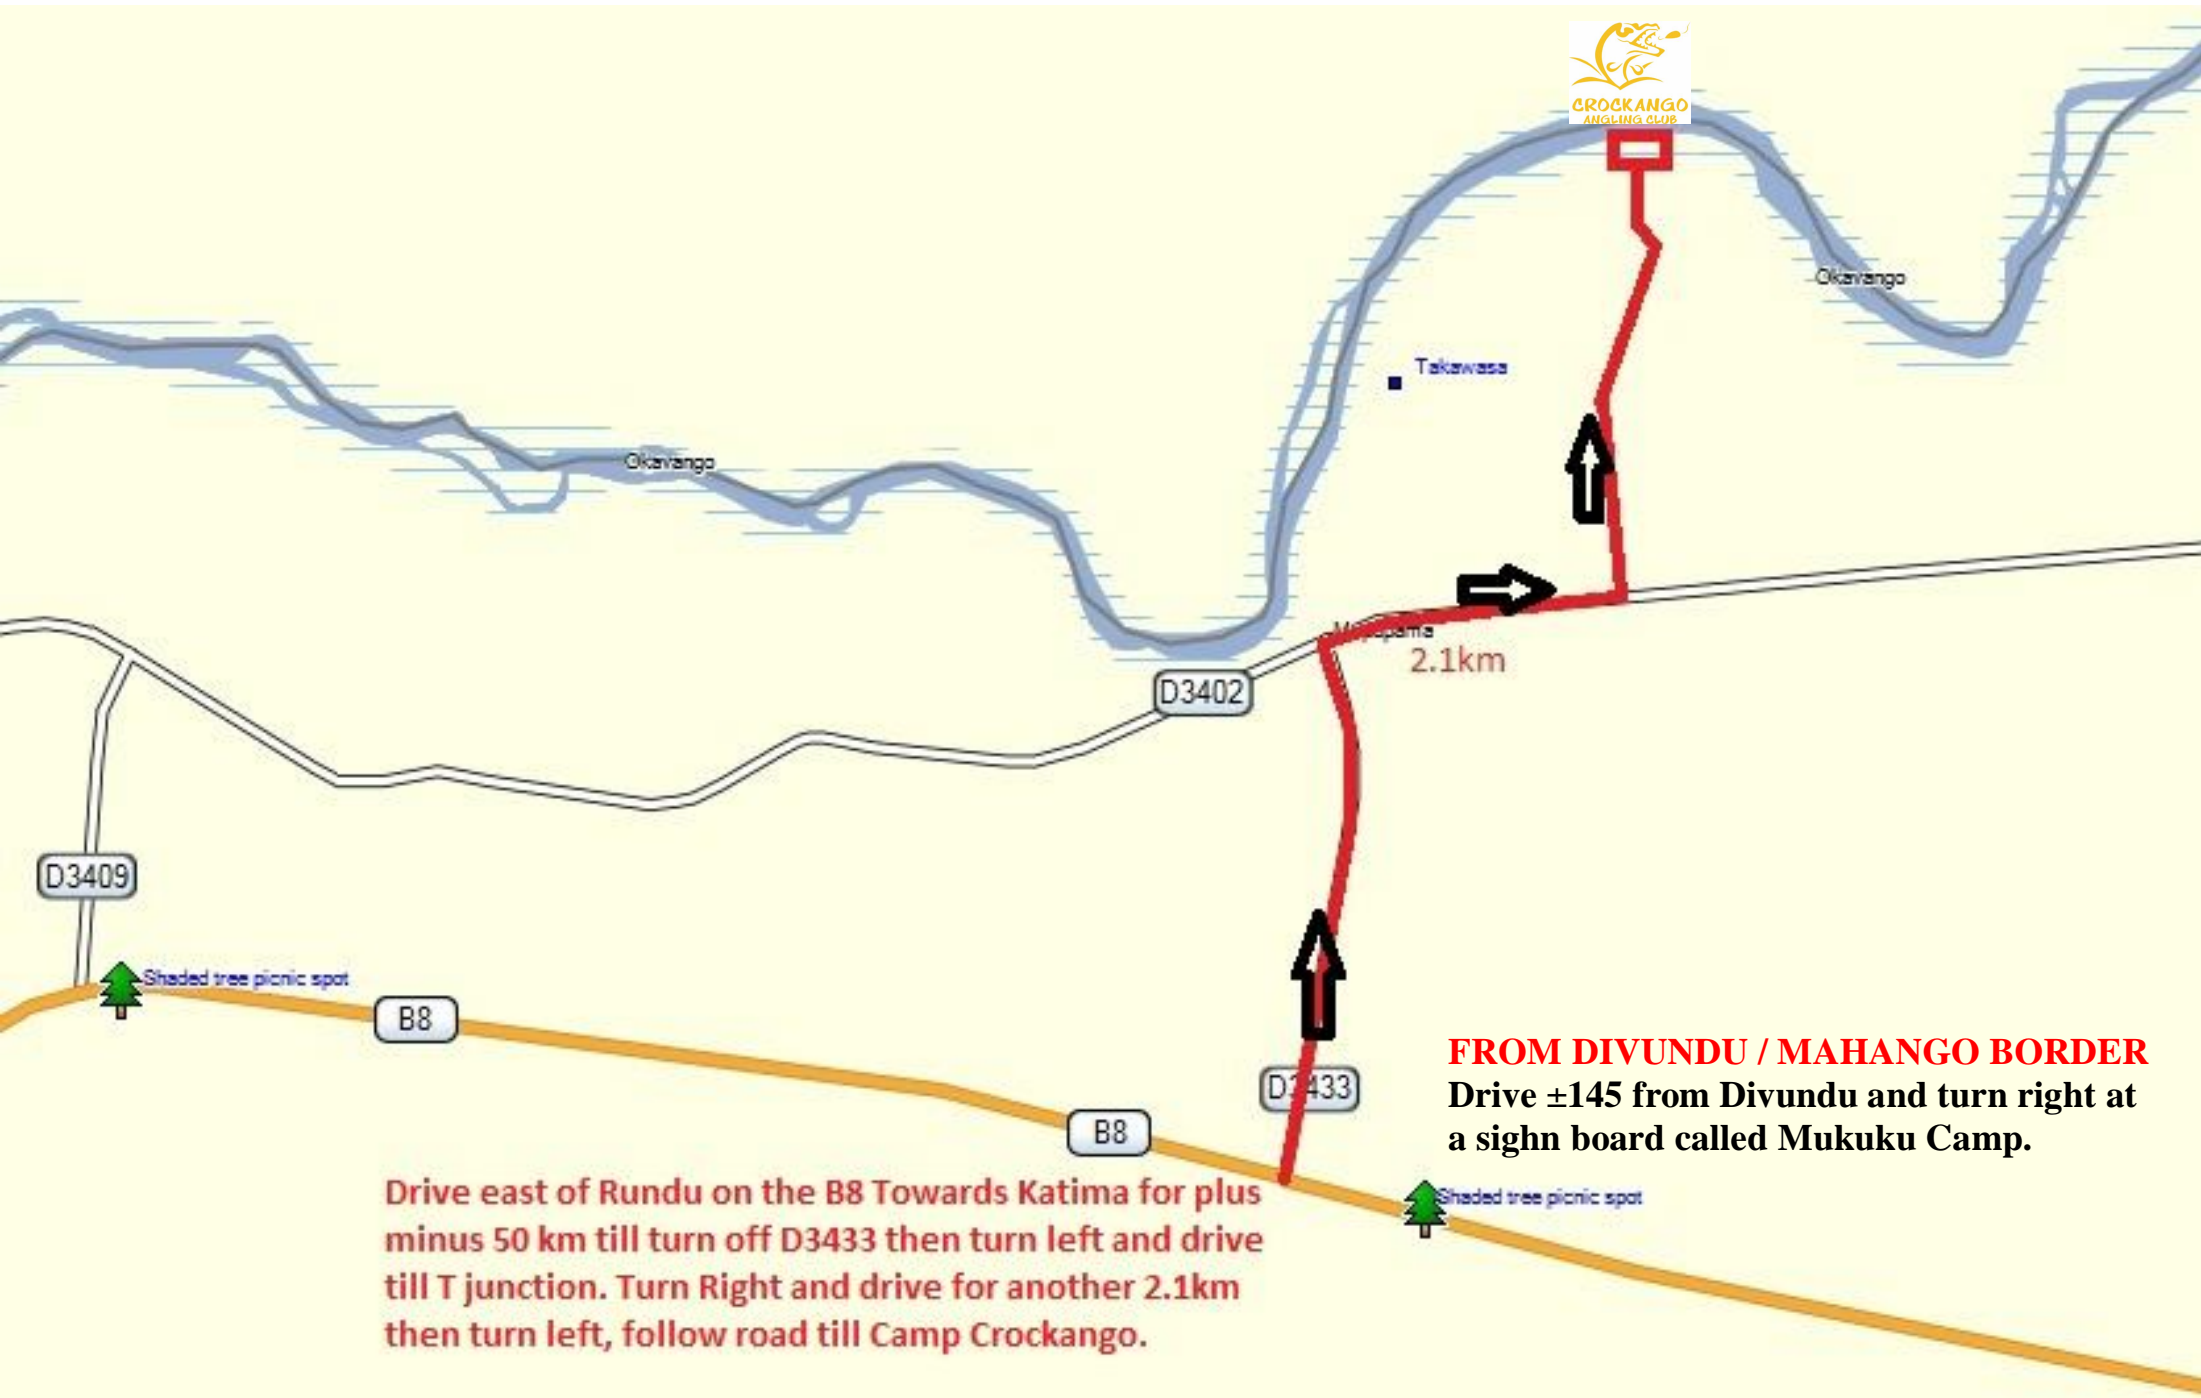 CROCKANGO
ANGLING CLUB
Okavango
Takawasa
Okavango
2.1km
D3402
D3409
Shaded tree picnic spot
B8
D3433
B8
FROM DIVUNDU / MAHANGO BORDER
Drive ±145 from Divundu and turn right at
a sighn board called Mukuku Camp.
Shaded tree picnic spot
Drive east of Rundu on the B8 Towards Katima for plus
minus 50 km till turn off D3433 then turn left and drive
till T junction. Turn Right and drive for another 2.1km
then turn left, follow road till Camp Crockango.